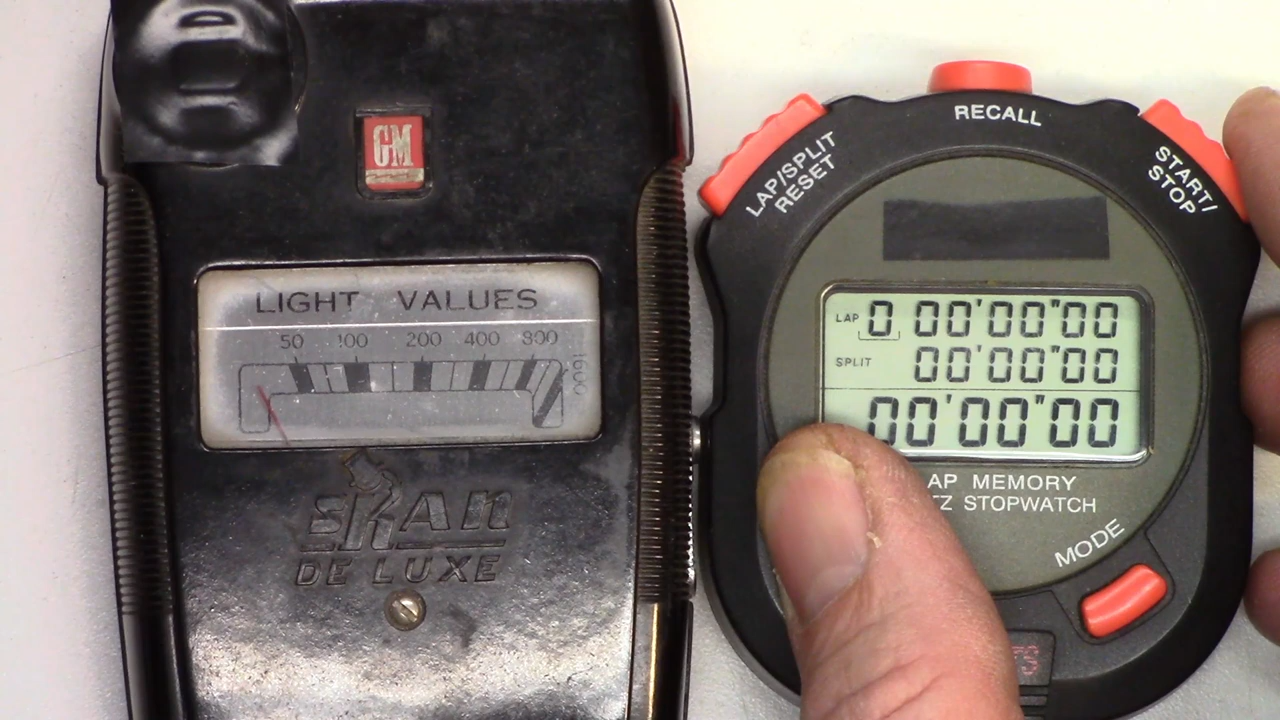 GM
LIGHT VALUES
50 100 200 400 800 1600
SKAN
DE LUXE
LAP/SPLIT
RESET
RECALL
START/
STOP
LAP 0 00'00"00
SPLIT 00'00"00
00'00"00
AP MEMORY
TZ STOPWATCH
MODE